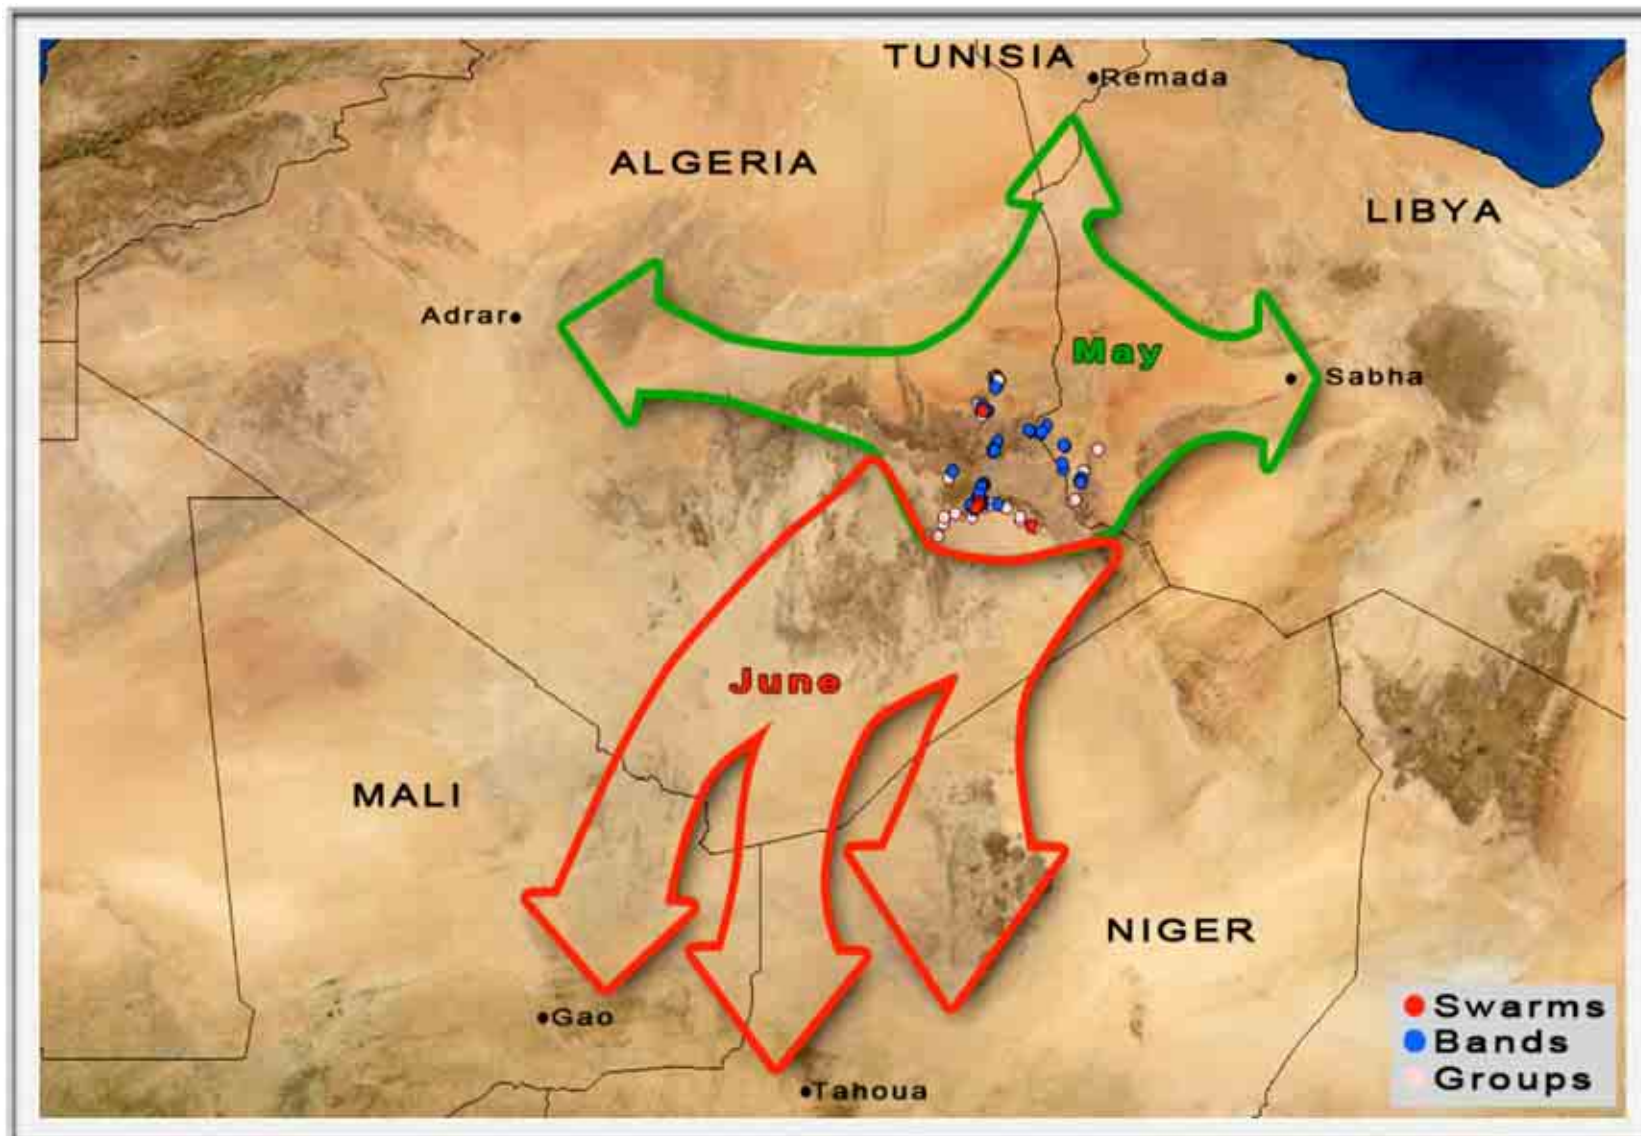 TUNISIA
Remada
ALGERIA
LIBYA
Adrar
May
Sabha
June
MALI
NIGER
Gao
Tahoua
Swarms
Bands
Groups